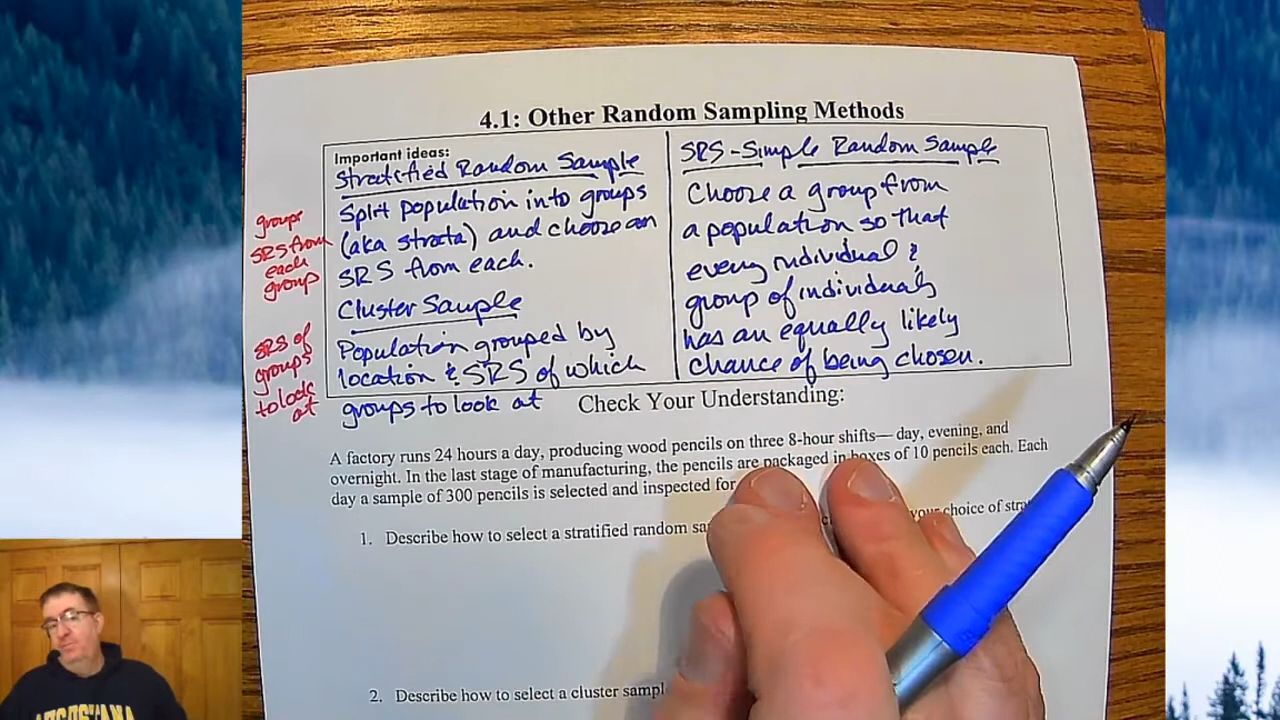 4.1: Other Random Sampling Methods
Important ideas:
Stratified Random Sample
Split population into groups
(aka strata) and choose an
SRS from each.
Cluster Sample
Population grouped by
location & SRS of which
groups to look at
groups
SRS from
each
group
SRS of
groups
to look
at
SRS - Simple Random Sample
Choose a group from
a population so that
every individual &
group of individuals
has an equally likely
chance of being chosen.
Check Your Understanding:
A factory runs 24 hours a day, producing wood pencils on three 8-hour shifts— day, evening, and
overnight. In the last stage of manufacturing, the pencils are packaged in boxes of 10 pencils each. Each
day a sample of 300 pencils is selected and inspected for
1. Describe how to select a stratified random your choice of
2. Describe how to select a cluster
AUGUSTANA